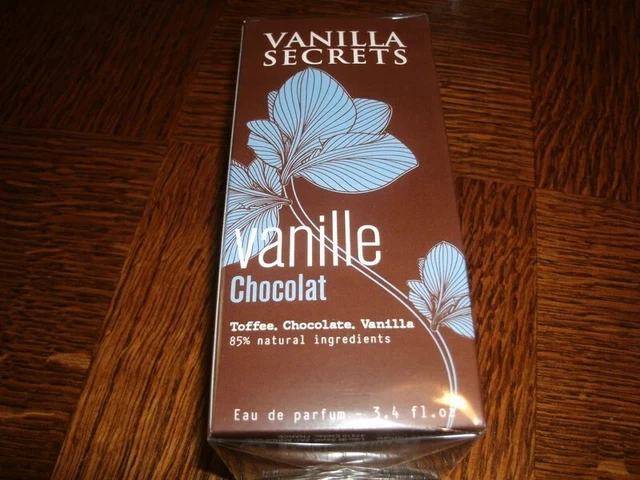 VANILLA
SECRETS
vanille
Chocolat
Toffee. Chocolate. Vanilla
85% natural ingredients
Eau de parfum - 3.4 fl.oz